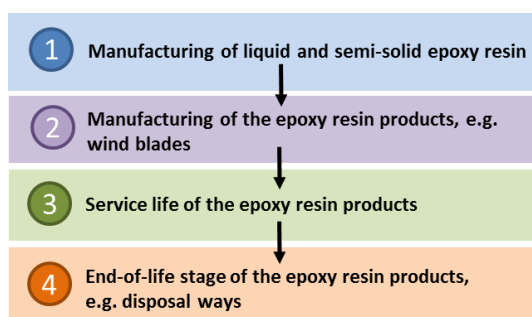 1 Manufacturing of liquid and semi-solid epoxy resin
2 Manufacturing of the epoxy resin products, e.g.
wind blades
3 Service life of the epoxy resin products
4 End-of-life stage of the epoxy resin products,
e.g. disposal ways